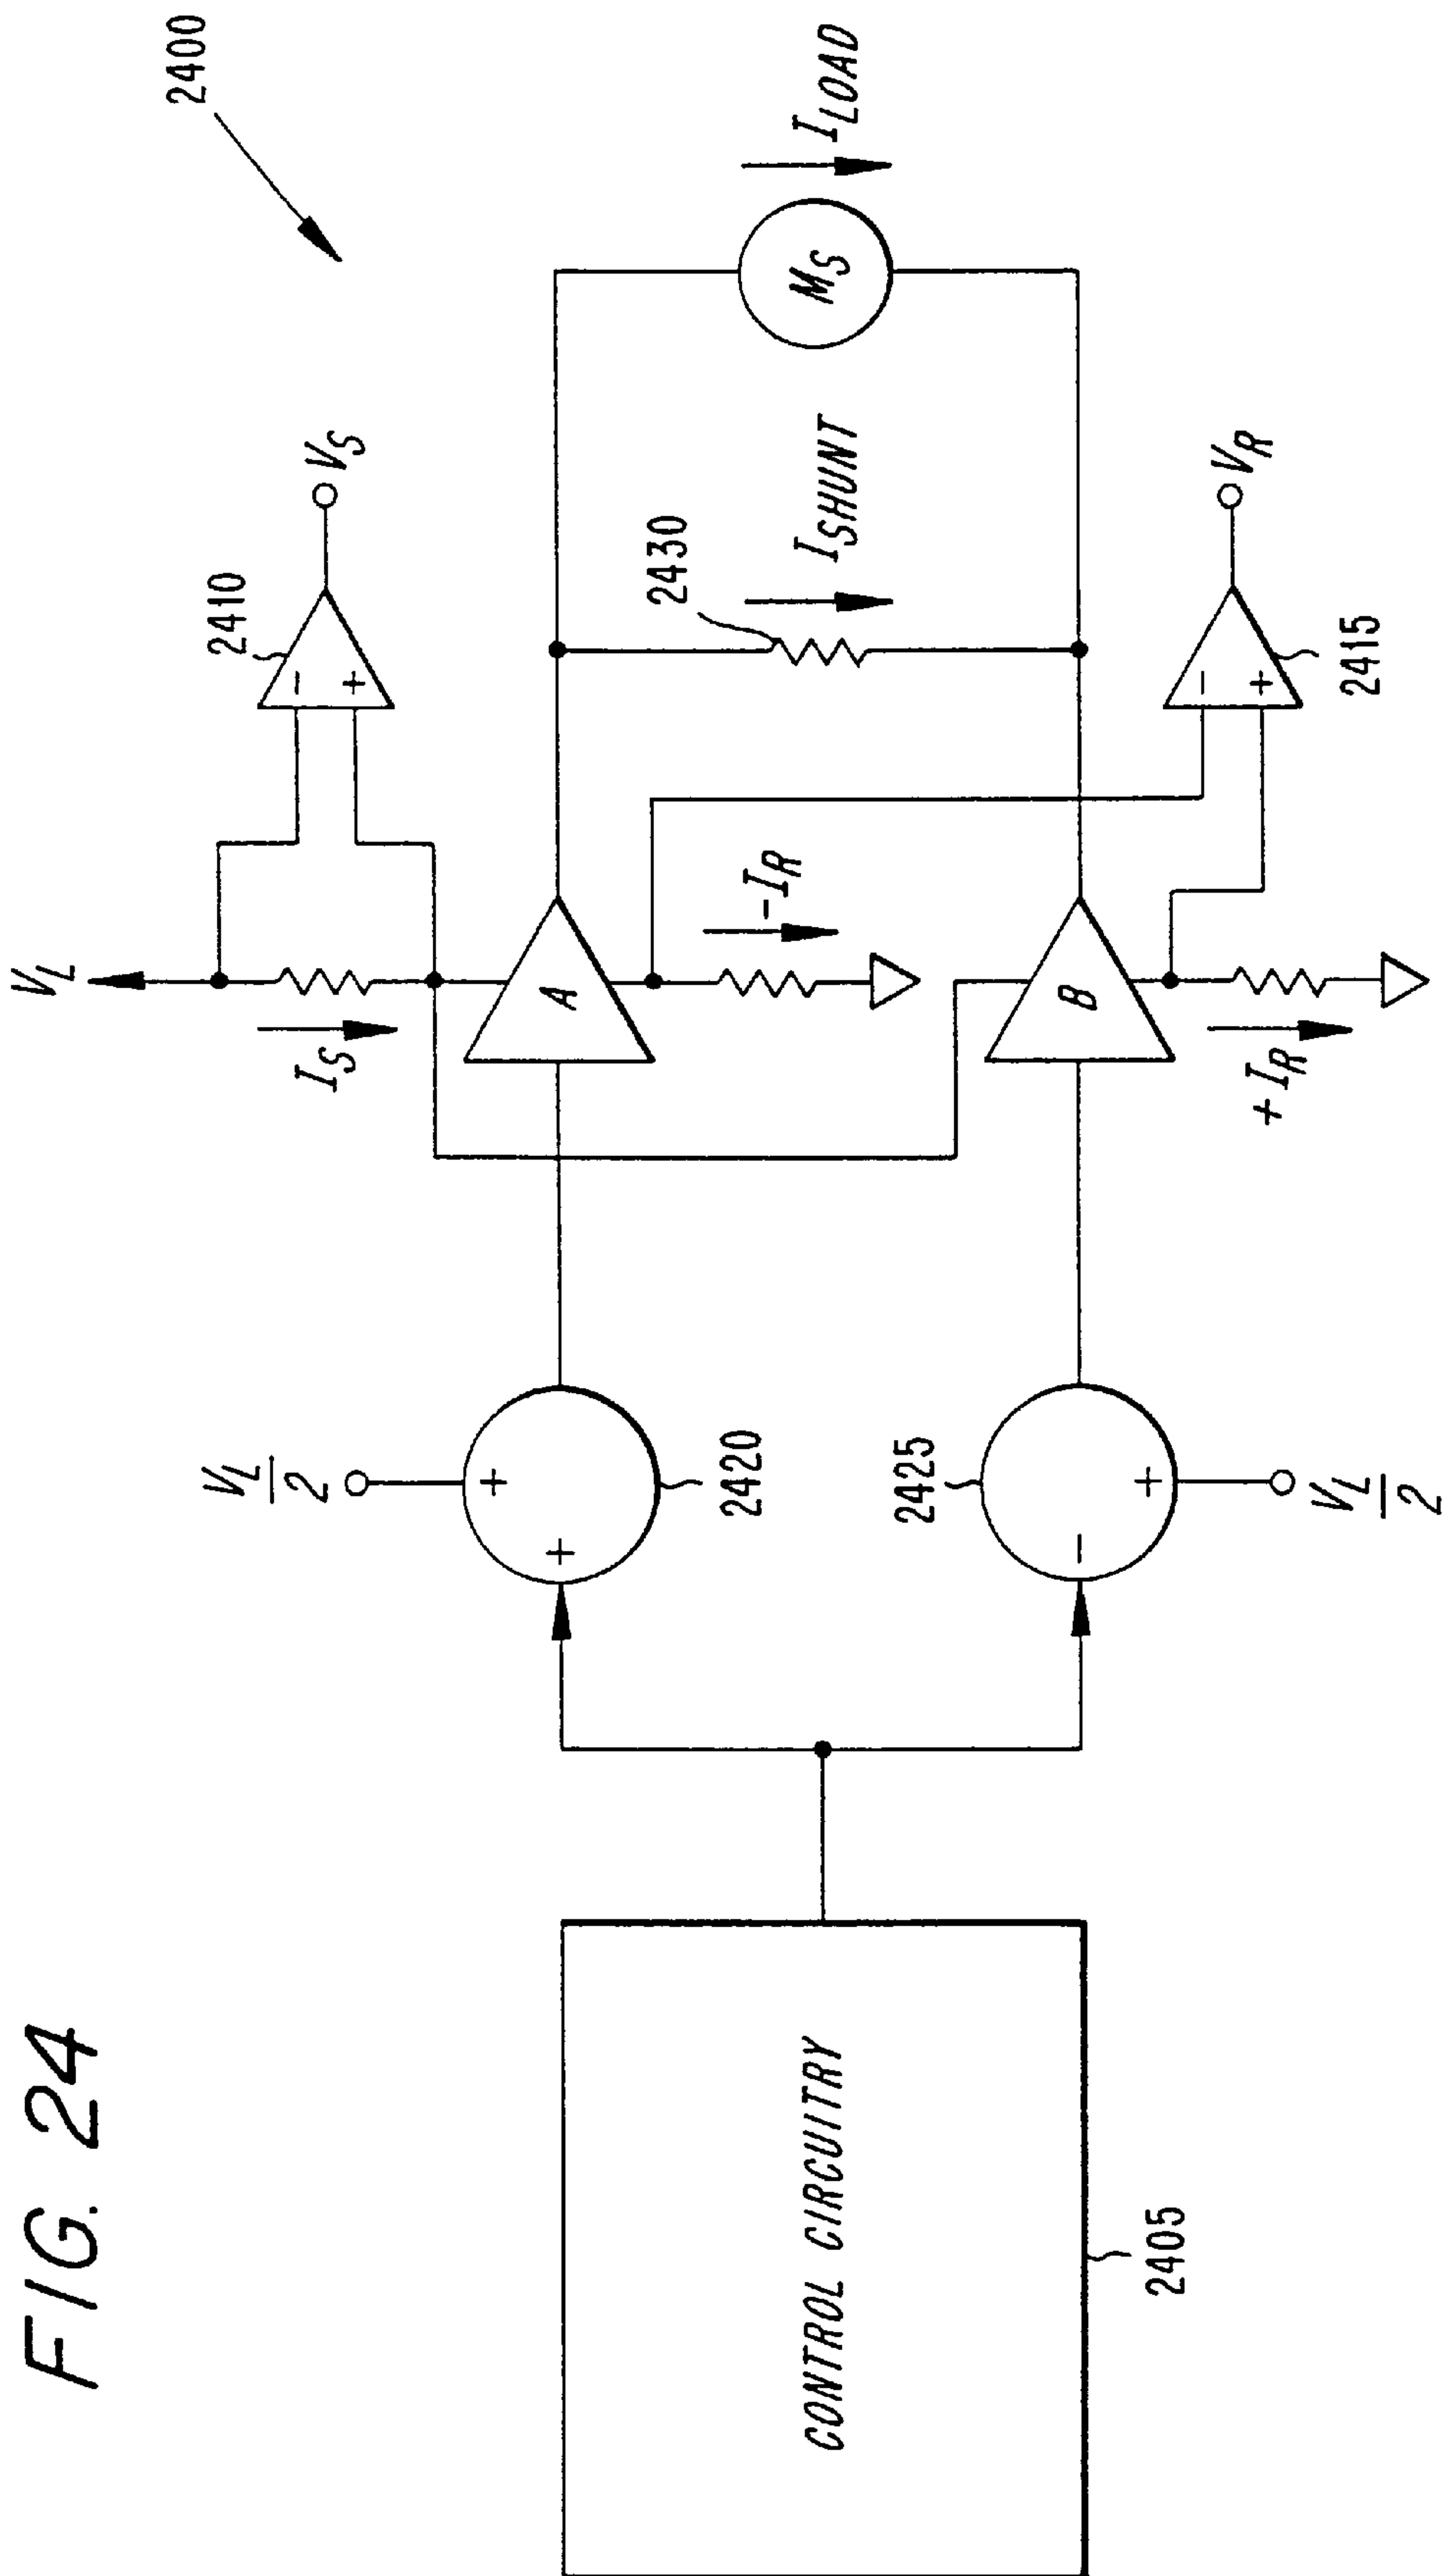 FIG. 24
2400
V_L
I_S
2410
-
+
V_S
V_L/2
+
+
2420
A
-I_R
2430
I_SHUNT
M_S
I_LOAD
CONTROL CIRCUITRY
2405
2425
-
+
V_L/2
B
+I_R
-
+
2415
V_R